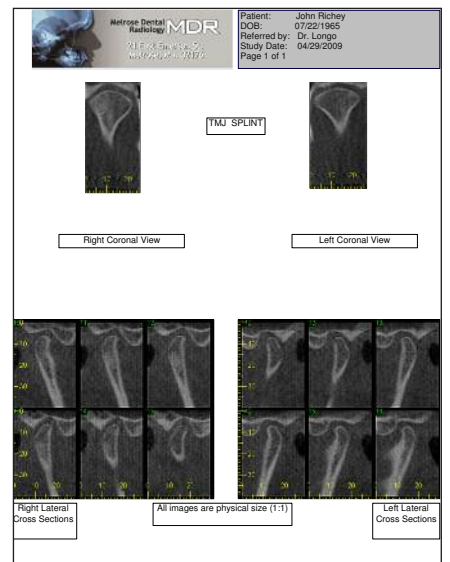 Melrose Dental
Radiology
MDR
Patient: John Richey
DOB: 07/22/1965
Referred by: Dr. Longo
Study Date: 04/29/2009
Page 1 of 1
TMJ SPLINT
Right Coronal View
Left Coronal View
Right Lateral
Cross Sections
All images are physical size (1:1)
Left Lateral
Cross Sections